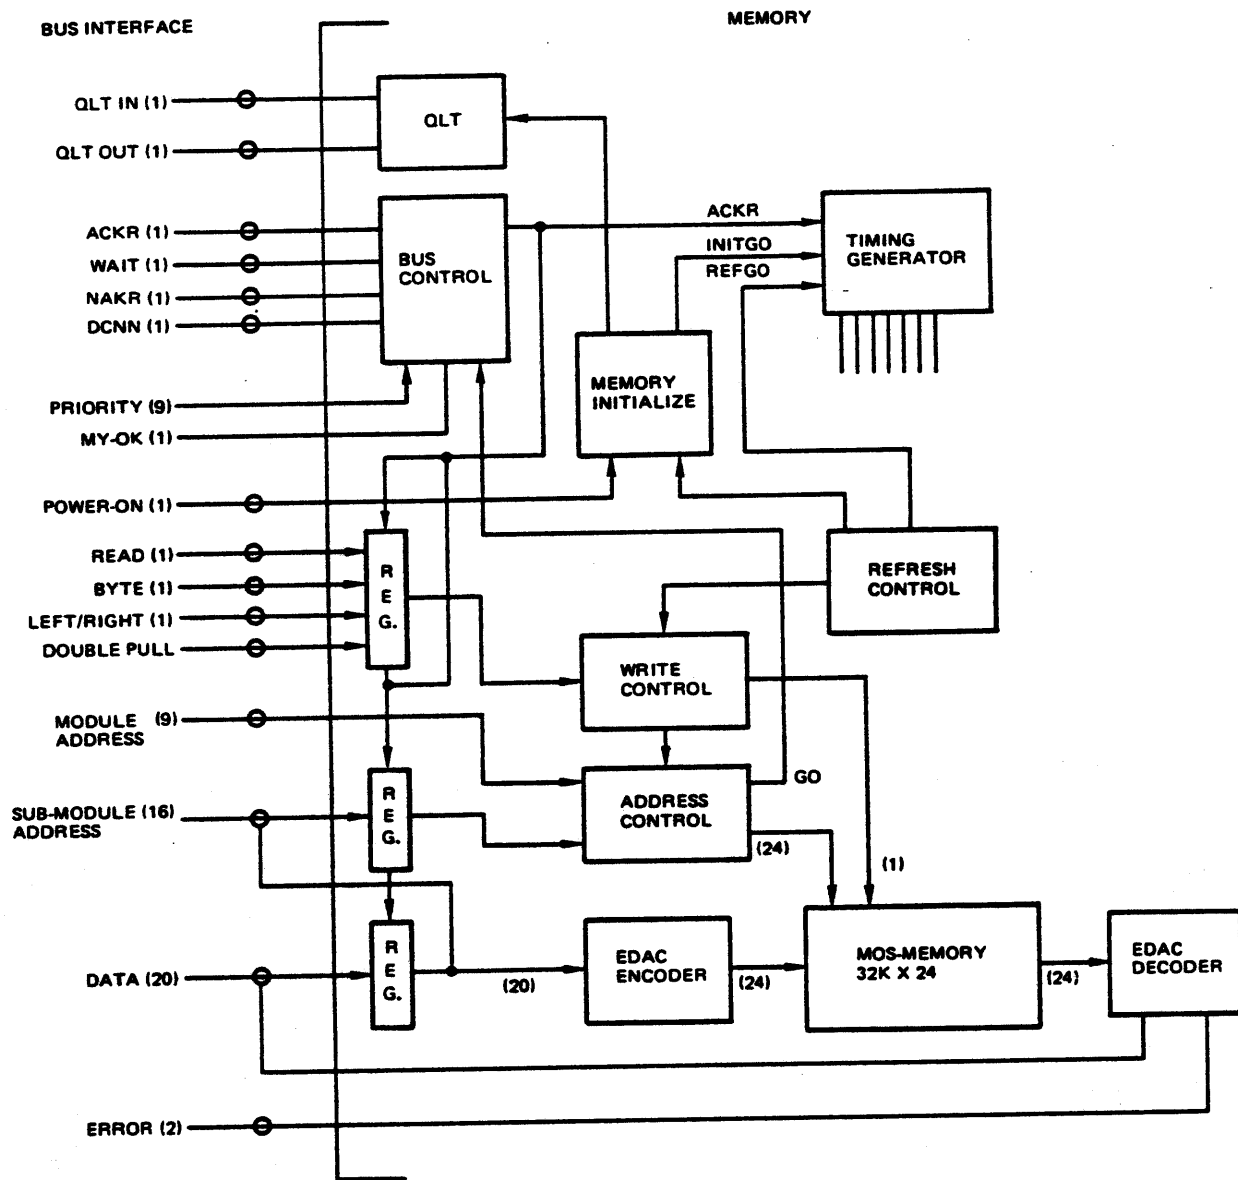 BUS INTERFACE
MEMORY
QLT IN (1)
QLT
QLT OUT (1)
ACKR (1)
WAIT (1)
NAKR (1)
DCNN (1)
BUS
CONTROL
ACKR
INITGO
REFGO
TIMING
GENERATOR
PRIORITY (9)
MY-OK (1)
MEMORY
INITIALIZE
POWER-ON (1)
READ (1)
BYTE (1)
LEFT/RIGHT (1)
DOUBLE PULL
R
E
G.
REFRESH
CONTROL
WRITE
CONTROL
MODULE (9)
ADDRESS
GO
SUB-MODULE (16)
ADDRESS
R
E
G.
ADDRESS
CONTROL
(24)
(1)
DATA (20)
R
E
G.
(20)
EDAC
ENCODER
(24)
MOS-MEMORY
32K X 24
(24)
EDAC
DECODER
ERROR (2)